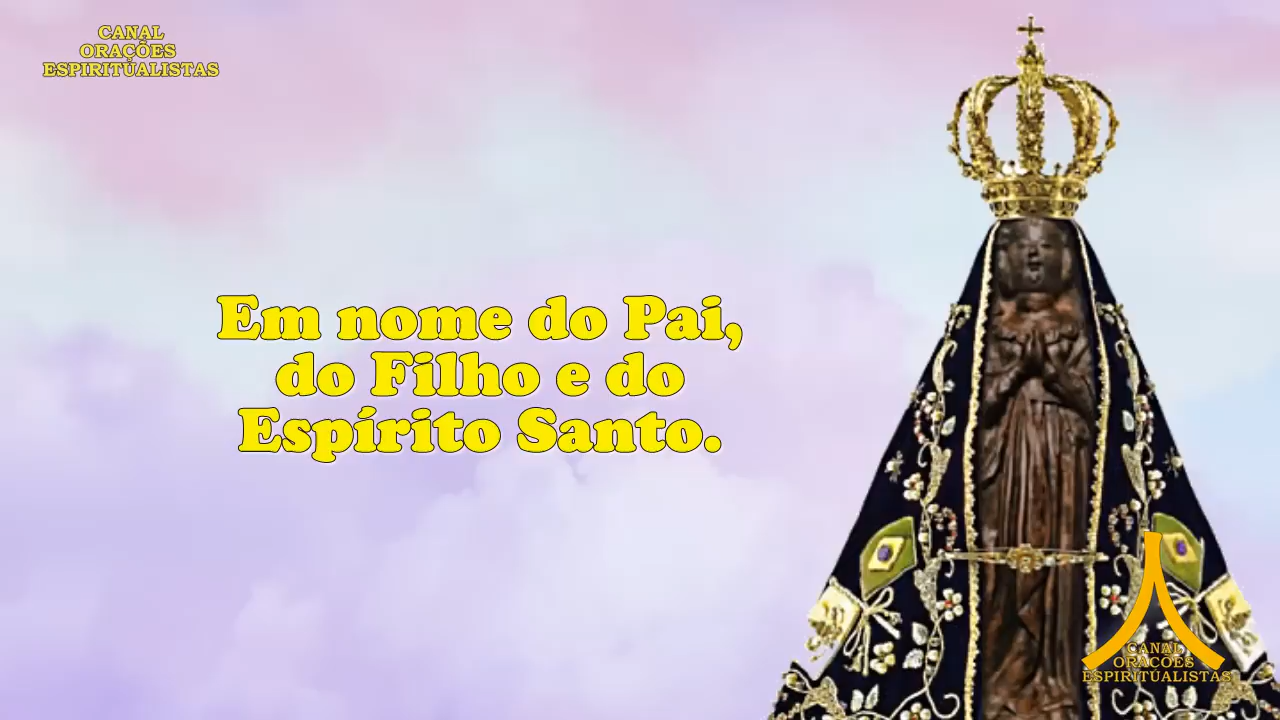 CANAL
ORAÇÕES
ESPIRITUALISTAS
Em nome do Pai,
do Filho e do
Espírito Santo.
CANAL
ORAÇÕES
ESPIRITUALISTAS